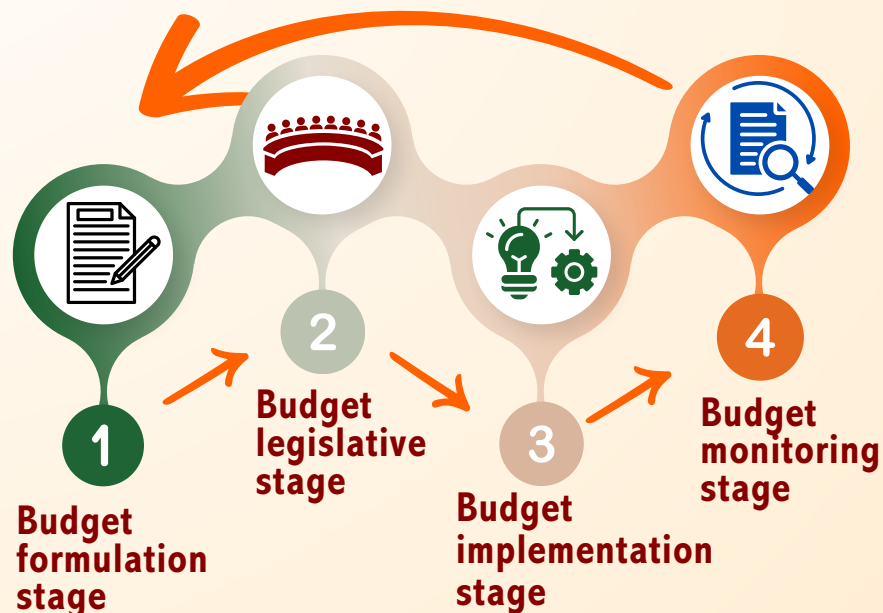 1
Budget
formulation
stage
2
Budget
legislative
stage
3
Budget
implementation
stage
4
Budget
monitoring
stage